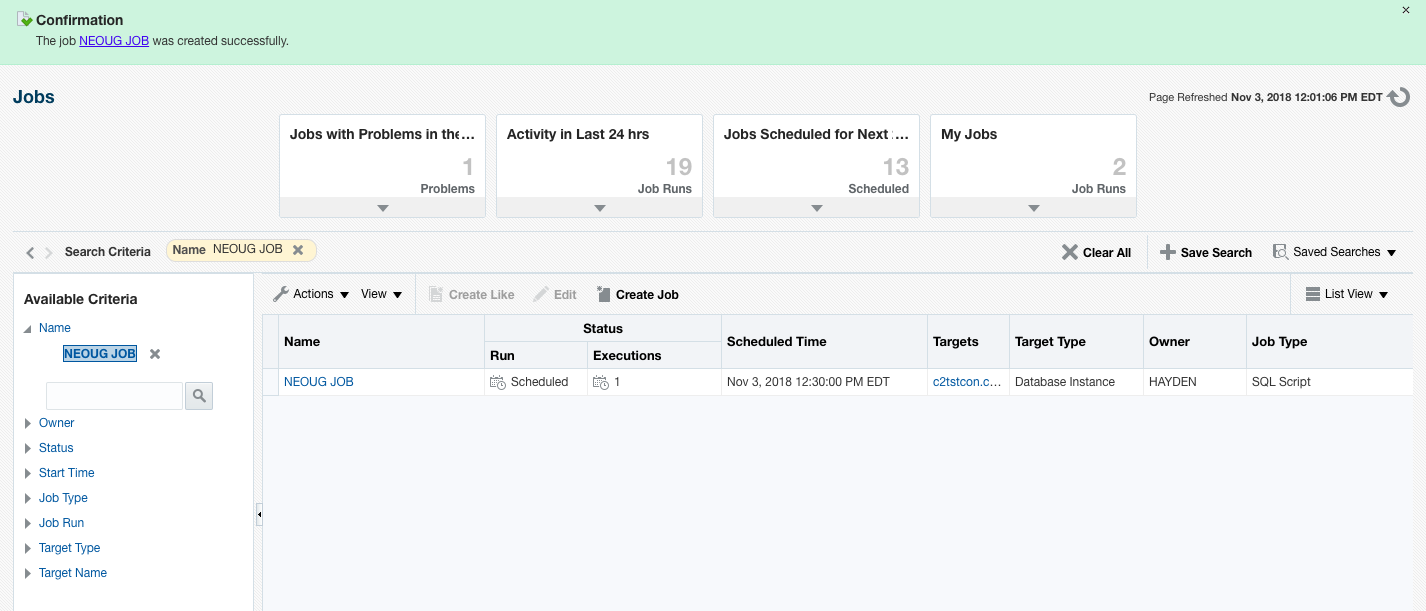 Confirmation
The job NEOUG JOB was created successfully.
Jobs
Page Refreshed Nov 3, 2018 12:01:06 PM EDT
Jobs with Problems in the...
1
Problems
Activity in Last 24 hrs
19
Job Runs
Jobs Scheduled for Next ...
13
Scheduled
My Jobs
2
Job Runs
Search Criteria Name NEOUG JOB
Clear All Save Search Saved Searches
Available Criteria
Name
NEOUG JOB
Owner
Status
Start Time
Job Type
Job Run
Target Type
Target Name
Actions View Create Like Edit Create Job List View
Name Status Scheduled Time Targets Target Type Owner Job Type
Run Executions
NEOUG JOB Scheduled 1 Nov 3, 2018 12:30:00 PM EDT c2tstcon.c... Database Instance HAYDEN SQL Script